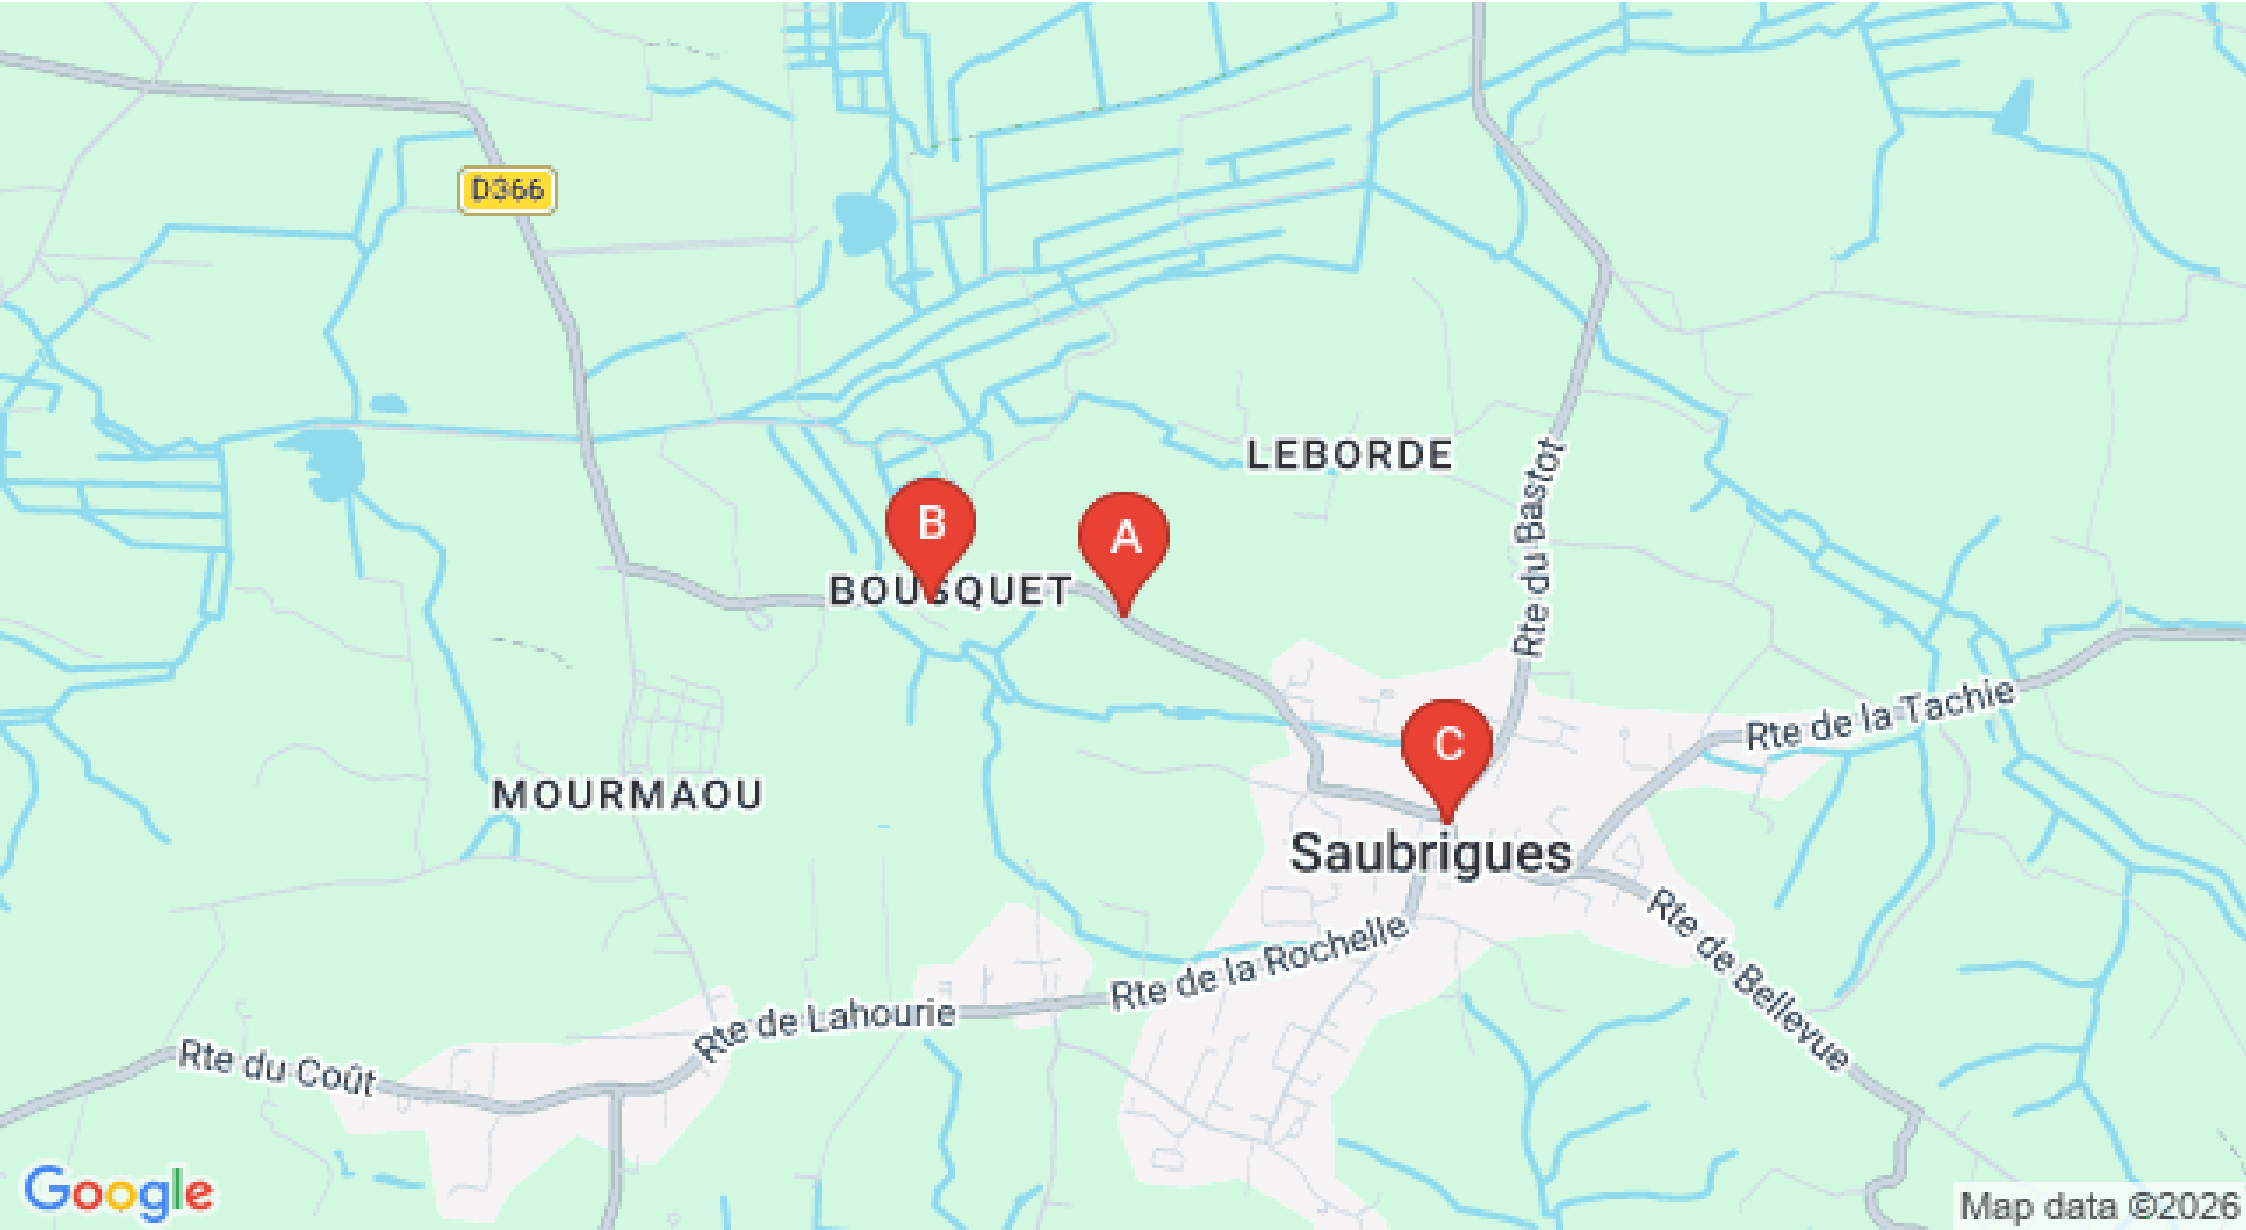 D366
LEBORDE
Rte du Bastot
B
A
BOUSQUET
Rte de la Tachie
C
MOURMAOU
Saubrigues
Rte de Bellevue
Rte de la Rochelle
Rte de Lahourie
Rte du Coût
Google
Map data ©2026